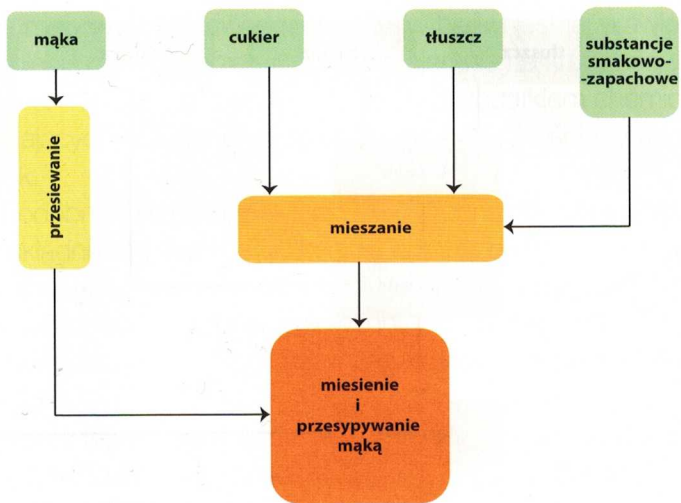 mąka
cukier
tłuszcz
substancje
smakowo-
-zapachowe
przesiewanie
mieszanie
miesienie
i
przesypywanie
mąką